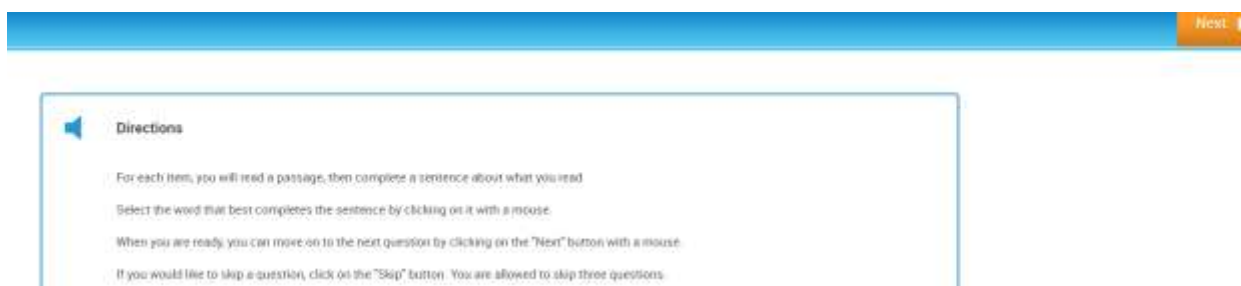 Next
Directions
For each item, you will read a passage, then complete a sentence about what you read
Select the word that best completes the sentence by clicking on it with a mouse.
When you are ready, you can move on to the next question by clicking on the "Next" button with a mouse.
If you would like to skip a question, click on the "Skip" button. You are allowed to skip three questions.